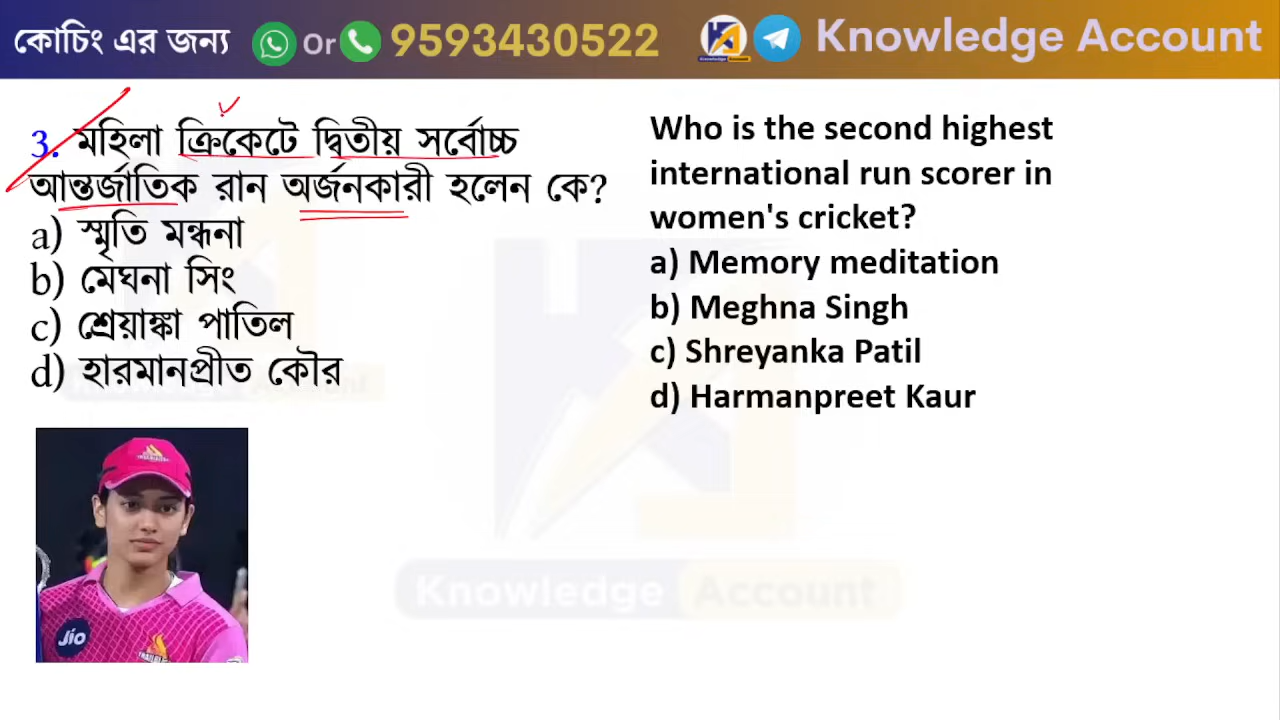 কোচিং এর জন্য Or 9593430522 Knowledge Account
3. মহিলা ক্রিকেটে দ্বিতীয় সর্বোচ্চ
আন্তর্জাতিক রান অর্জনকারী হলেন কে?
a) স্মৃতি মন্ধনা
b) মেঘনা সিং
c) শ্রেয়াঙ্কা পাতিল
d) হারমানপ্রীত কৌর
Who is the second highest
international run scorer in
women's cricket?
a) Memory meditation
b) Meghna Singh
c) Shreyanka Patil
d) Harmanpreet Kaur
Jio
Knowledge Account